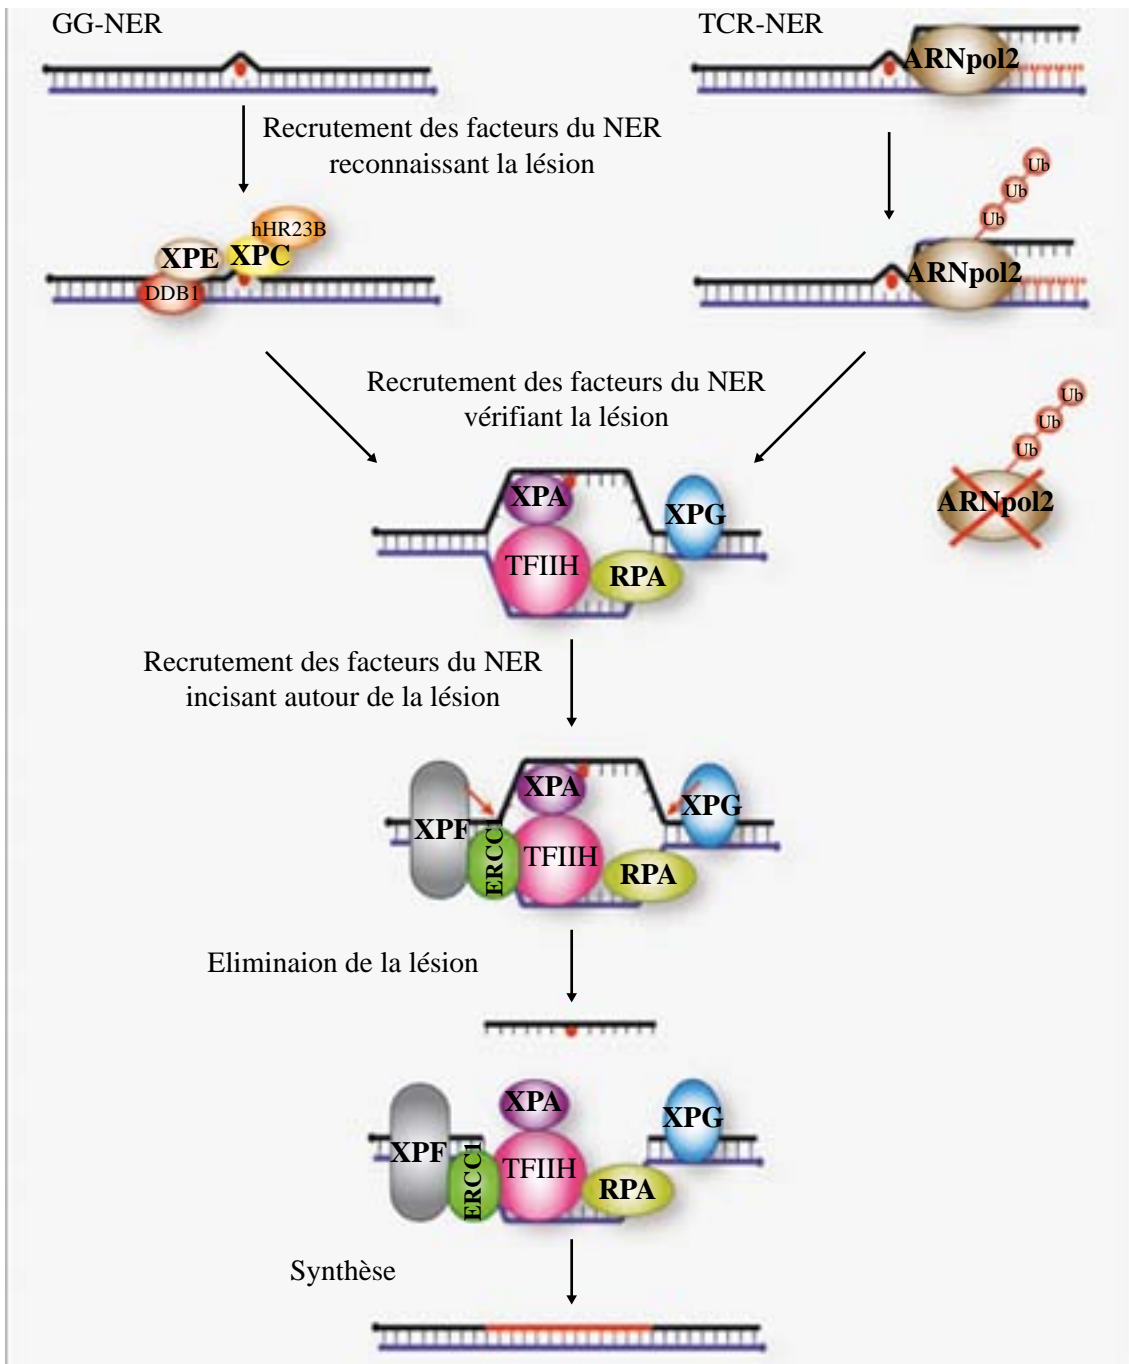 GG-NER
TCR-NER
ARNpol2
Recrutement des facteurs du NER
reconnaissant la lésion
Ub
Ub
Ub
hHR23B
XPE
XPC
DDB1
ARNpol2
Recrutement des facteurs du NER
vérifiant la lésion
Ub
Ub
Ub
ARNpol2
XPA
XPG
TFIIH
RPA
Recrutement des facteurs du NER
incisant autour de la lésion
XPA
XPG
XPF
ERCC1
TFIIH
RPA
Eliminaion de la lésion
XPA
XPG
XPF
ERCC1
TFIIH
RPA
Synthèse